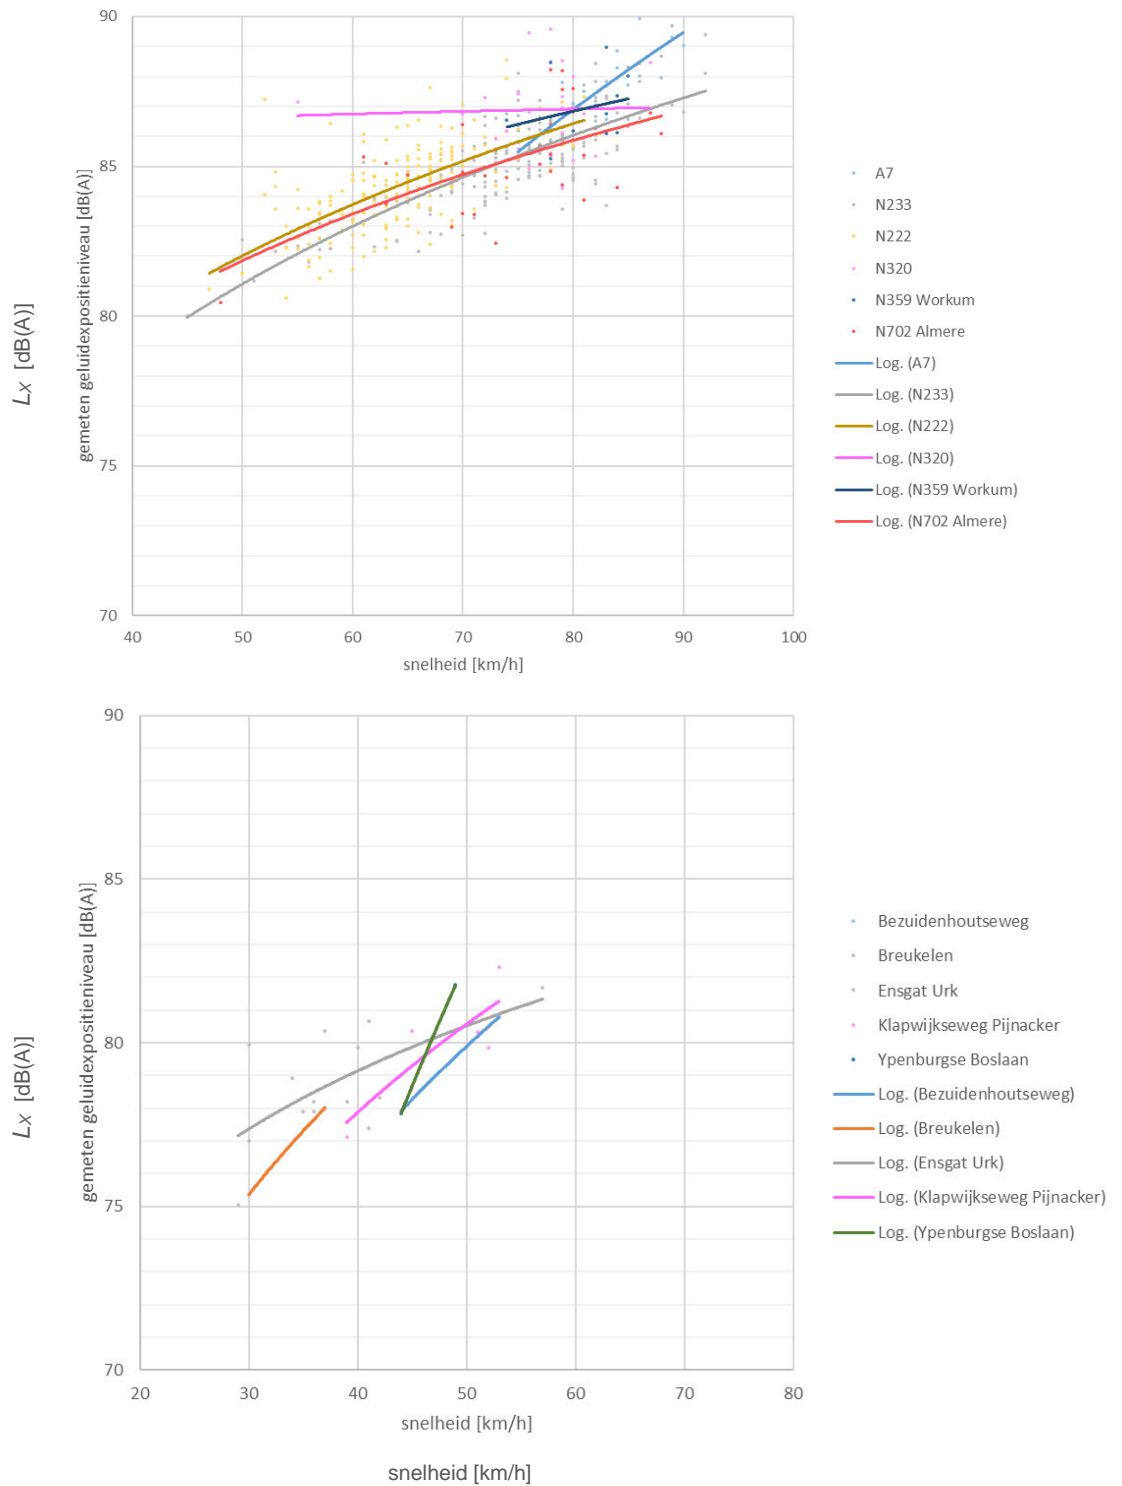 90
85
80
75
70
40 50 60 70 80 90 100
snelheid [km/h]
gemeten geluidexpositieniveau [dB(A)]
LX [dB(A)]
A7
N233
N222
N320
N359 Workum
N702 Almere
Log. (A7)
Log. (N233)
Log. (N222)
Log. (N320)
Log. (N359 Workum)
Log. (N702 Almere)
90
85
80
75
70
20 30 40 50 60 70 80
snelheid [km/h]
gemeten geluidexpositieniveau [dB(A)]
LX [dB(A)]
Bezuidenhoutseweg
Breukelen
Ensgat Urk
Klapwijkseweg Pijnacker
Ypenburgse Boslaan
Log. (Bezuidenhoutseweg)
Log. (Breukelen)
Log. (Ensgat Urk)
Log. (Klapwijkseweg Pijnacker)
Log. (Ypenburgse Boslaan)
snelheid [km/h]